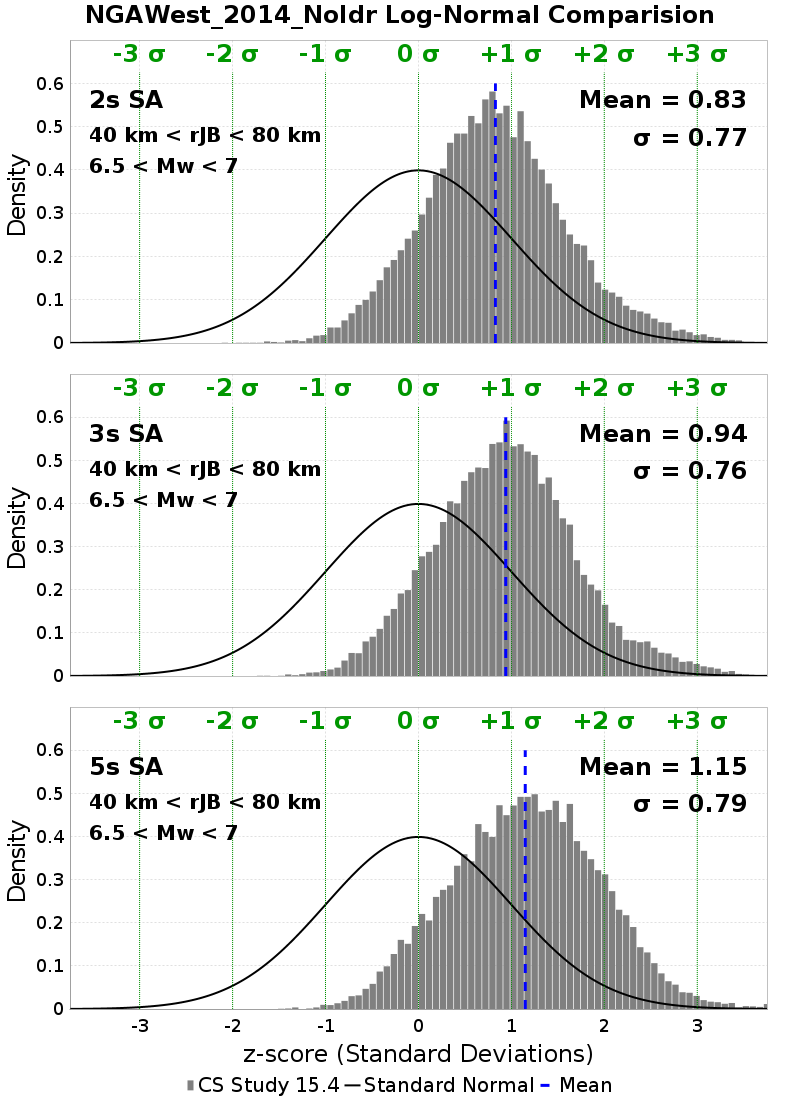 NGAWest_2014_NoIdr Log-Normal Comparision
-3 σ -2 σ -1 σ 0 σ +1 σ +2 σ +3 σ
2s SA
Mean = 0.83
40 km < rJB < 80 km
σ = 0.77
6.5 < Mw < 7
Density
0.6
0.5
0.4
0.3
0.2
0.1
0
-3 σ -2 σ -1 σ 0 σ +1 σ +2 σ +3 σ
3s SA
Mean = 0.94
40 km < rJB < 80 km
σ = 0.76
6.5 < Mw < 7
Density
0.6
0.5
0.4
0.3
0.2
0.1
0
-3 σ -2 σ -1 σ 0 σ +1 σ +2 σ +3 σ
5s SA
Mean = 1.15
40 km < rJB < 80 km
σ = 0.79
6.5 < Mw < 7
Density
0.6
0.5
0.4
0.3
0.2
0.1
0
-3 -2 -1 0 1 2 3
z-score (Standard Deviations)
CS Study 15.4 Standard Normal Mean